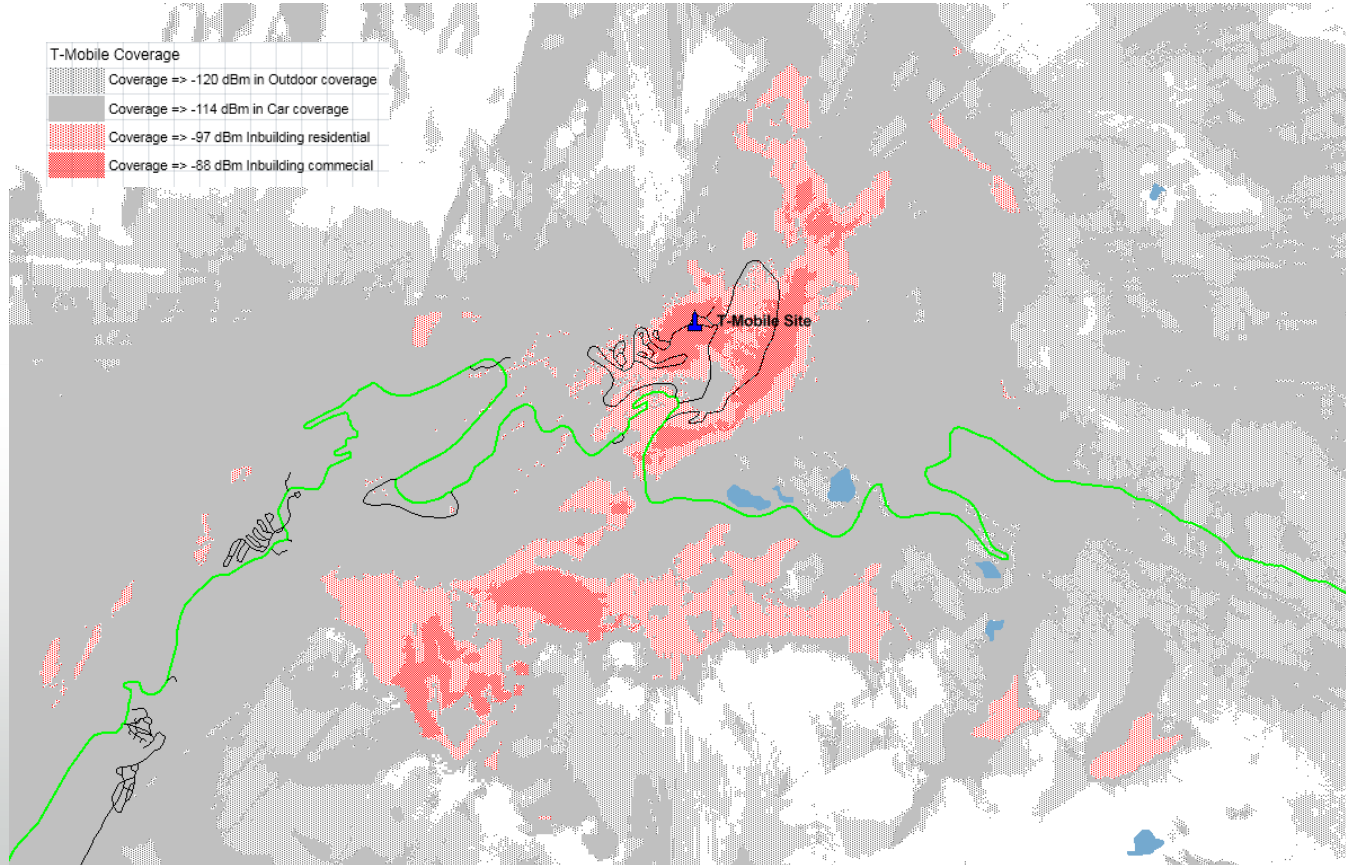 T-Mobile Coverage
Coverage => -120 dBm in Outdoor coverage
Coverage => -114 dBm in Car coverage
Coverage => -97 dBm Inbuilding residential
Coverage => -88 dBm Inbuilding commecial
T-Mobile Site